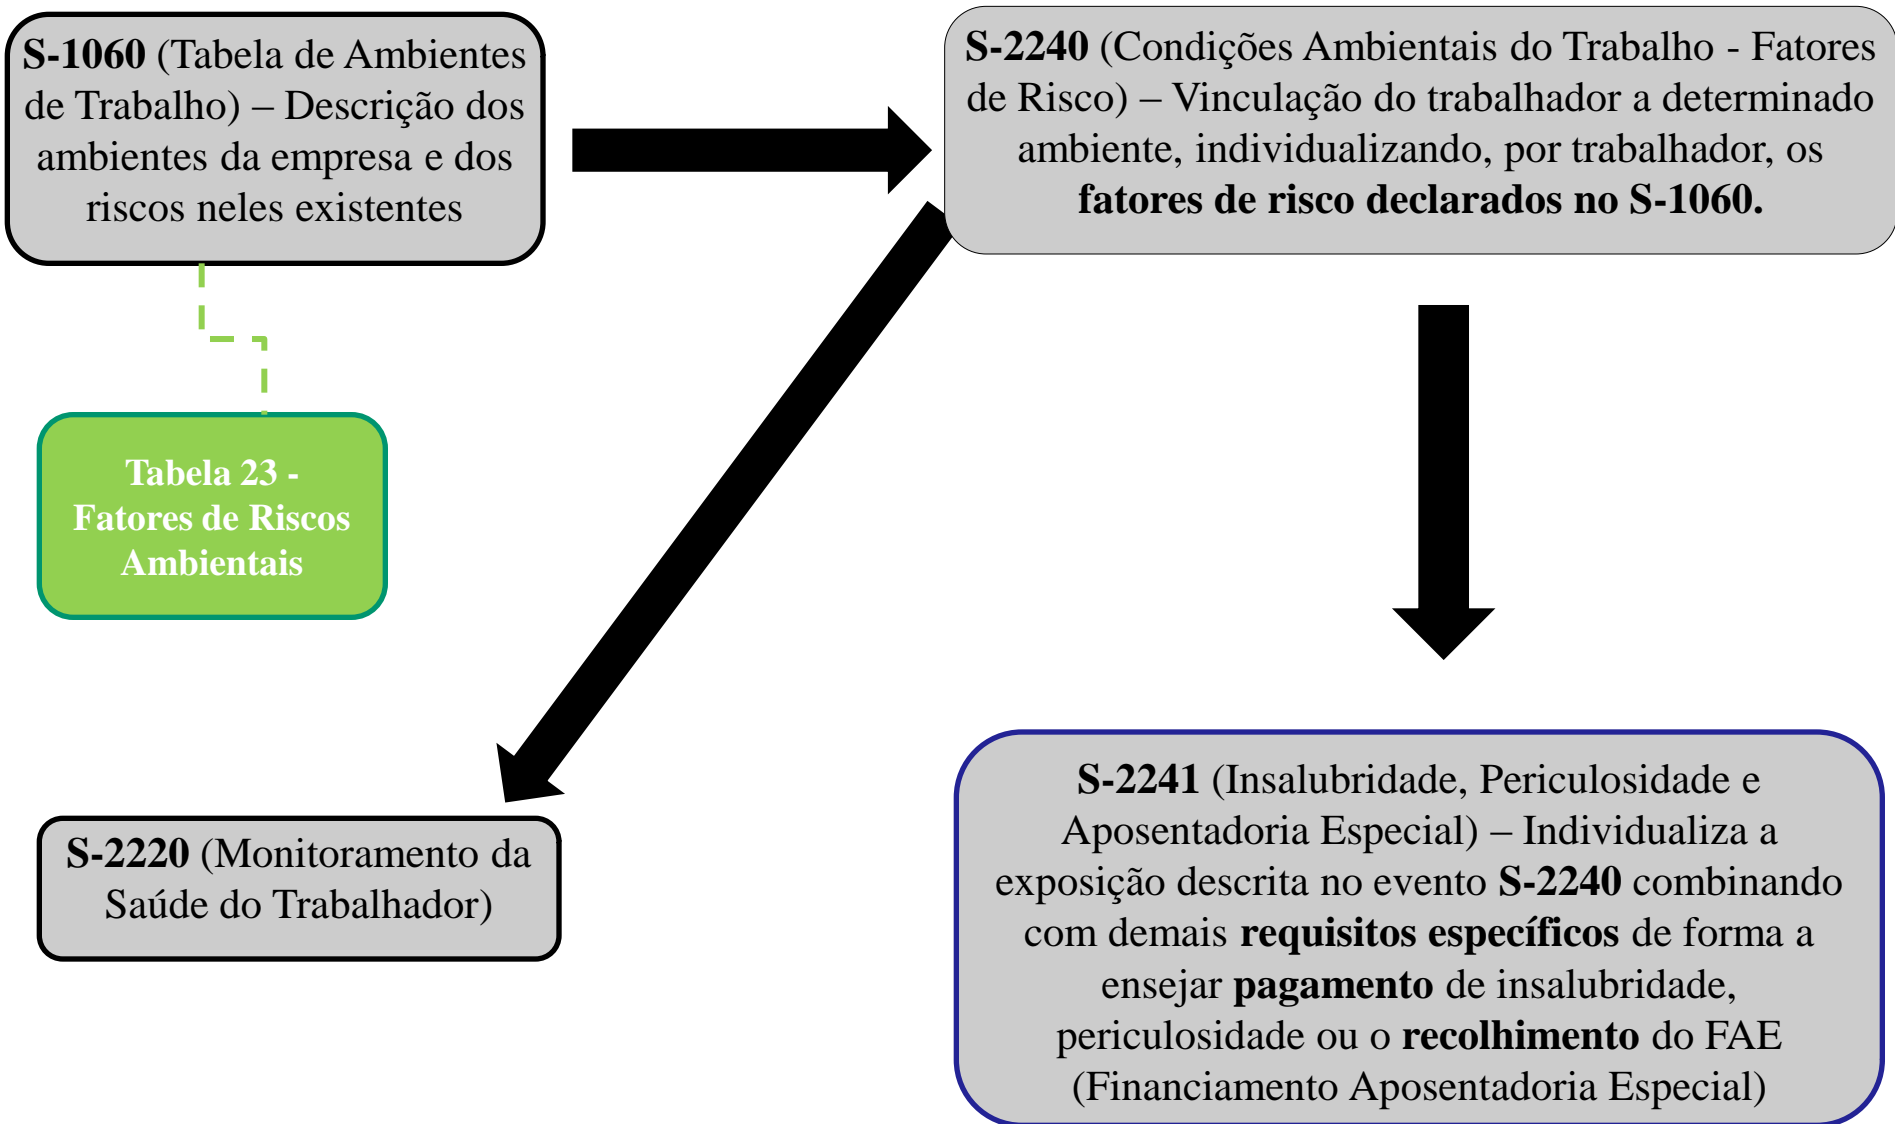 S-1060 (Tabela de Ambientes
de Trabalho) – Descrição dos
ambientes da empresa e dos
riscos neles existentes
S-2240 (Condições Ambientais do Trabalho - Fatores
de Risco) – Vinculação do trabalhador a determinado
ambiente, individualizando, por trabalhador, os
fatores de risco declarados no S-1060.
Tabela 23 -
Fatores de Riscos
Ambientais
S-2220 (Monitoramento da
Saúde do Trabalhador)
S-2241 (Insalubridade, Periculosidade e
Aposentadoria Especial) – Individualiza a
exposição descrita no evento S-2240 combinando
com demais requisitos específicos de forma a
ensejar pagamento de insalubridade,
periculosidade ou o recolhimento do FAE
(Financiamento Aposentadoria Especial)